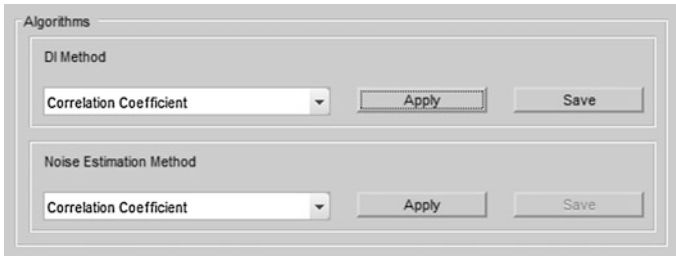 Algorithms
DI Method
Correlation Coefficient Apply Save
Noise Estimation Method
Correlation Coefficient Apply Save